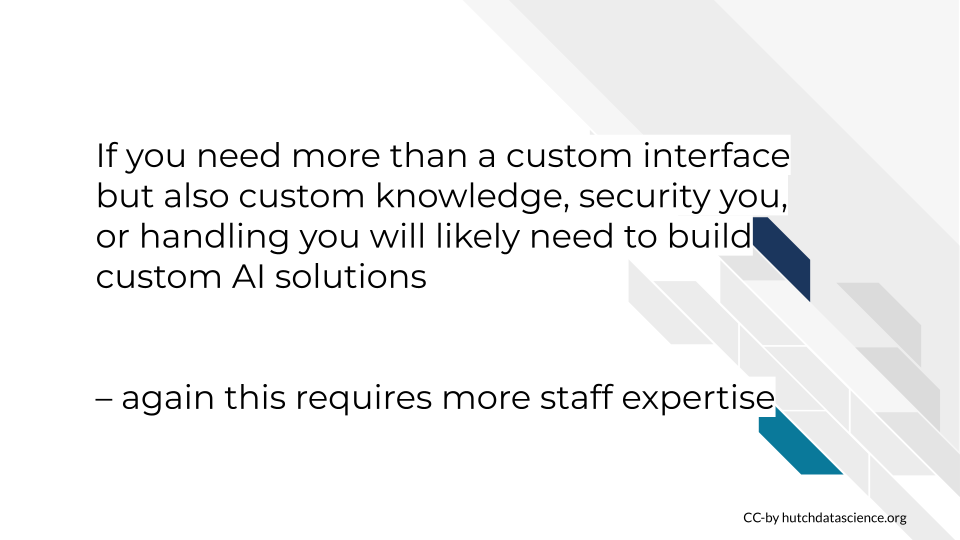 If you need more than a custom interface
but also custom knowledge, security you,
or handling you will likely need to build
custom AI solutions
– again this requires more staff expertise
CC-by hutchdatascience.org